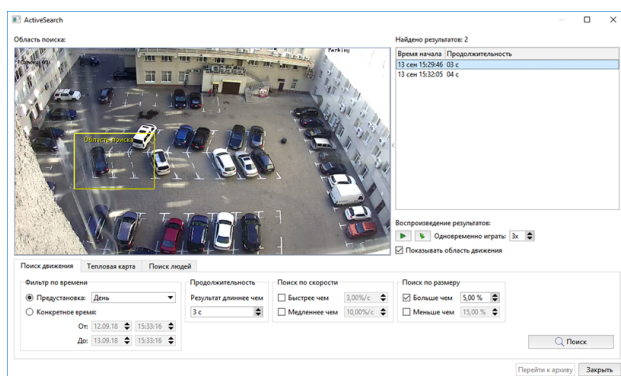 ActiveSearch
Область поиска:
Parking
Область поиска
Найдено результатов: 2
Время начала Продолжительность
13 сен 15:29:46 03 с
13 сен 15:32:05 04 с
Воспроизведение результатов:
Одновременно играть: 3x
Показывать область движения
Поиск движения Тепловая карта Поиск людей
Фильтр по времени
Предустановка: День
Конкретное время:
От: 12.09.18 15:33:16
До: 13.09.18 15:33:16
Продолжительность
Результат длиннее чем
3 с
Поиск по скорости
Быстрее чем 3,00%/с
Медленнее чем 10,00%/с
Поиск по размеру
Больше чем 5,00 %
Меньше чем 15,00 %
Поиск
Перейти к архиву Закрыть